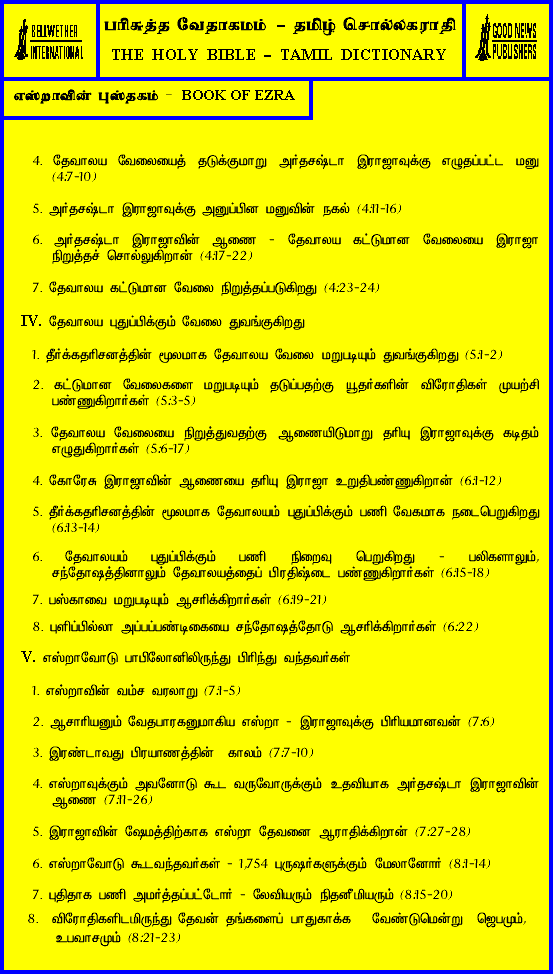 BELLWETHER
INTERNATIONAL
பரிசுத்த வேதாகமம் – தமிழ் சொல்லகராதி
THE HOLY BIBLE – TAMIL DICTIONARY
GOOD NEWS
PUBLISHERS
எஸ்றாவின் புஸ்தகம் - BOOK OF EZRA
4. தேவாலய வேலையைத் தடுக்குமாறு அர்தசஷ்டா இராஜாவுக்கு எழுதப்பட்ட மனு
(4:7-10)
5. அர்தசஷ்டா இராஜாவுக்கு அனுப்பின மனுவின் நகல் (4:11-16)
6. அர்தசஷ்டா இராஜாவின் ஆணை - தேவாலய கட்டுமான வேலையை இராஜா
நிறுத்தச் சொல்லுகிறான் (4:17-22)
7. தேவாலய கட்டுமான வேலை நிறுத்தப்படுகிறது (4:23-24)
IV. தேவாலய புதுப்பிக்கும் வேலை துவங்குகிறது
1. தீர்க்கதரிசனத்தின் மூலமாக தேவாலய வேலை மறுபடியும் துவங்குகிறது (5:1-2)
2. கட்டுமான வேலைகளை மறுபடியும் தடுப்பதற்கு யூதர்களின் விரோதிகள் முயற்சி
பண்ணுகிறார்கள் (5:3-5)
3. தேவாலய வேலையை நிறுத்துவதற்கு ஆணையிடுமாறு தரியு இராஜாவுக்கு கடிதம்
எழுதுகிறார்கள் (5:6-17)
4. கோரேசு இராஜாவின் ஆணையை தரியு இராஜா உறுதிபண்ணுகிறான் (6:1-12)
5. தீர்க்கதரிசனத்தின் மூலமாக தேவாலயம் புதுப்பிக்கும் பணி வேகமாக நடைபெறுகிறது
(6:13-14)
6. தேவாலயம் புதுப்பிக்கும் பணி நிறைவு பெறுகிறது - பலிகளாலும்,
சந்தோஷத்தினாலும் தேவாலயத்தைப் பிரதிஷ்டை பண்ணுகிறார்கள் (6:15-18)
7. பஸ்காவை மறுபடியும் ஆசரிக்கிறார்கள் (6:19-21)
8. புளிப்பில்லா அப்பப்பண்டிகையை சந்தோஷத்தோடு ஆசரிக்கிறார்கள் (6:22)
V. எஸ்றாவோடு பாபிலோனிலிருந்து பிரிந்து வந்தவர்கள்
1. எஸ்றாவின் வம்ச வரலாறு (7:1-5)
2. ஆசாரியனும் வேதபாரகனுமாகிய எஸ்றா - இராஜாவுக்கு பிரியமானவன் (7:6)
3. இரண்டாவது பிரயாணத்தின் காலம் (7:7-10)
4. எஸ்றாவுக்கும் அவனோடு கூட வருவோருக்கும் உதவியாக அர்தசஷ்டா இராஜாவின்
ஆணை (7:11-26)
5. இராஜாவின் ஷேமத்திற்காக எஸ்றா தேவனை ஆராதிக்கிறான் (7:27-28)
6. எஸ்றாவோடு கூடவந்தவர்கள் - 1,754 புருஷர்களுக்கும் மேலானோர் (8:1-14)
7. புதிதாக பணி அமர்த்தப்பட்டோர் - லேவியரும் நிதனீமியரும் (8:15-20)
8. விரோதிகளிடமிருந்து தேவன் தங்களைப் பாதுகாக்க வேண்டுமென்று ஜெபமும்,
உபவாசமும் (8:21-23)